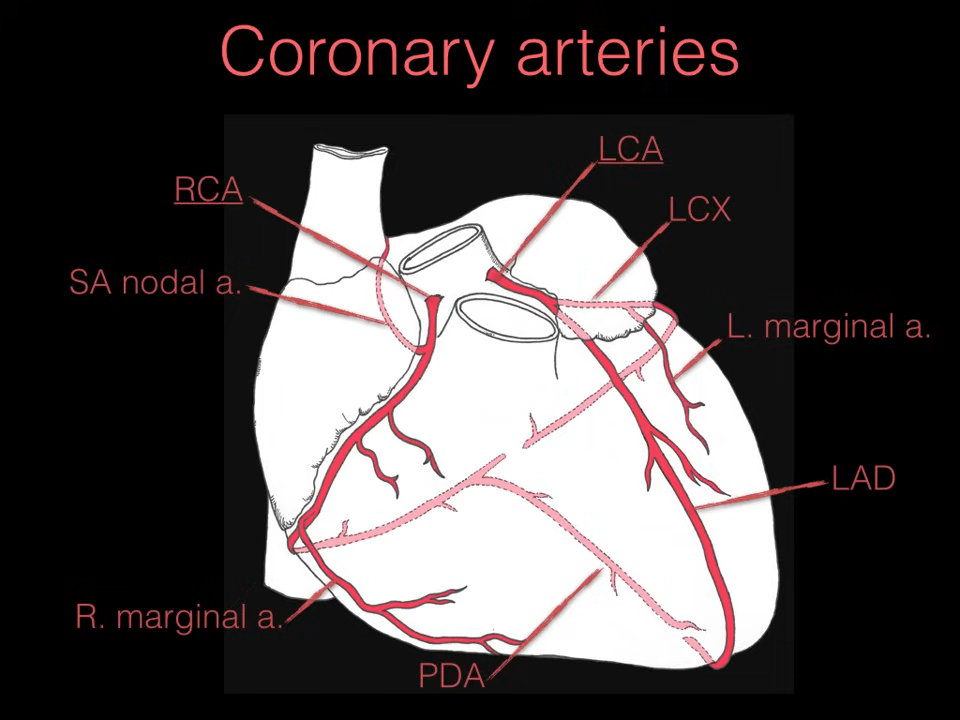 Coronary arteries
LCA
RCA
LCX
SA nodal a.
L. marginal a.
LAD
R. marginal a.
PDA